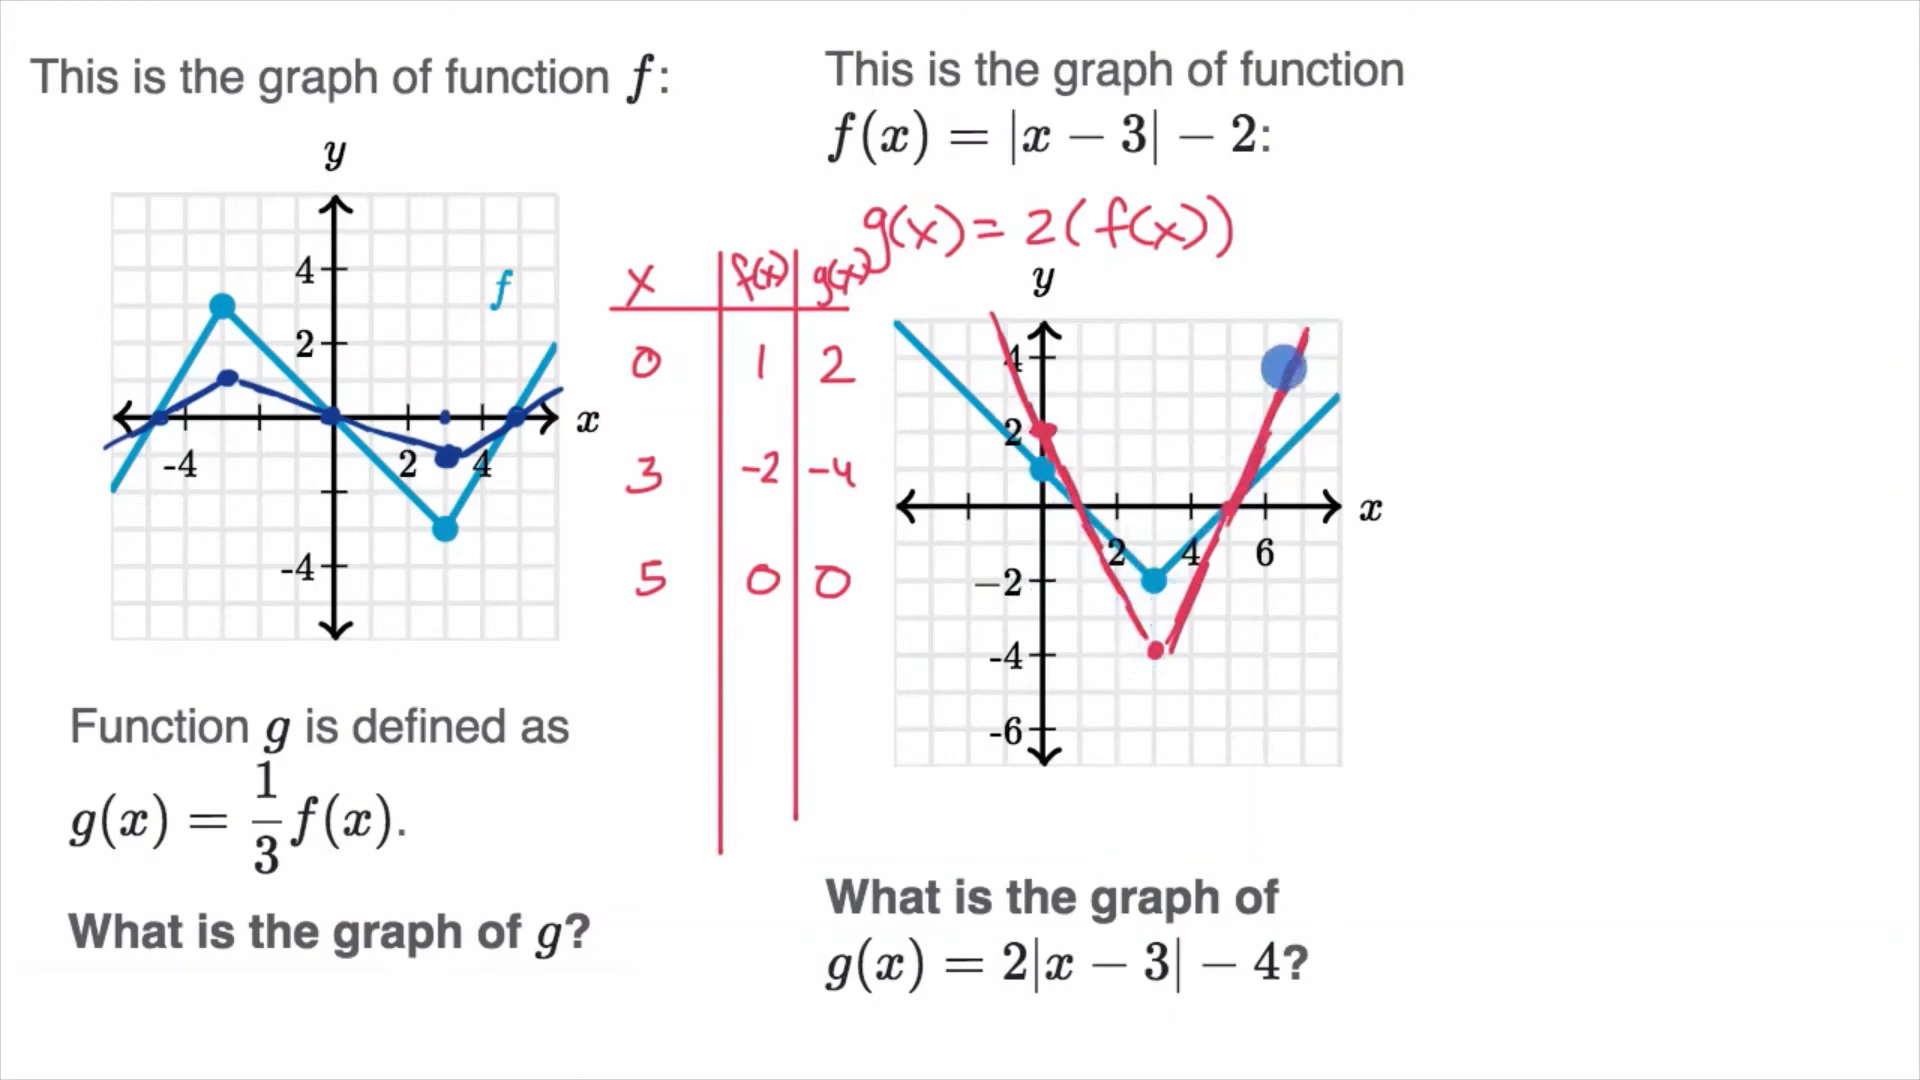 This is the graph of function f:
y
4
f
2
x
-4
2
4
-4
Function g is defined as
g(x) = 1/3 f(x).
What is the graph of g?
x f(x) g(x)
0 1 2
3 -2 -4
5 0 0
This is the graph of function
f(x) = |x − 3| − 2:
g(x) = 2(f(x))
y
4
2
x
2
4
6
−2
-4
-6
What is the graph of
g(x) = 2|x − 3| − 4?